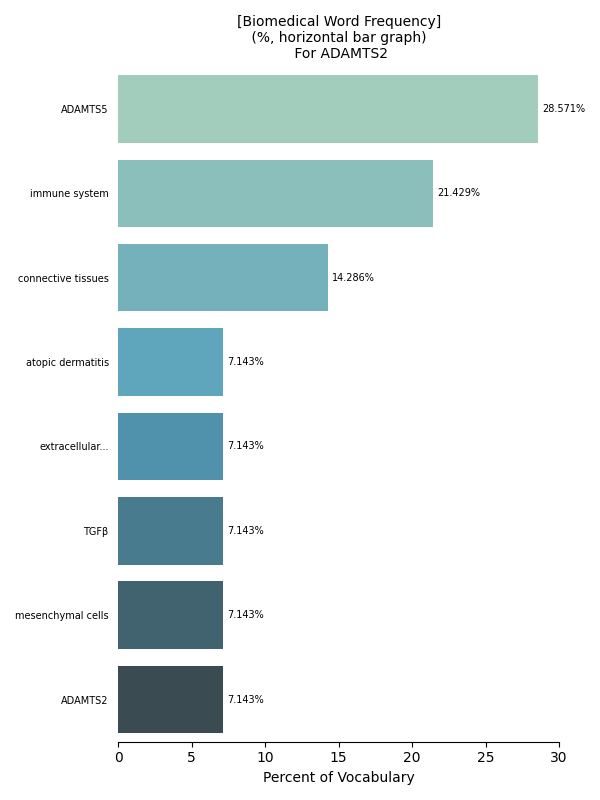 [Biomedical Word Frequency]
(%, horizontal bar graph)
For ADAMTS2
ADAMTS5
28.571%
immune system
21.429%
connective tissues
14.286%
atopic dermatitis
7.143%
extracellular...
7.143%
TGFβ
7.143%
mesenchymal cells
7.143%
ADAMTS2
7.143%
0 5 10 15 20 25 30
Percent of Vocabulary